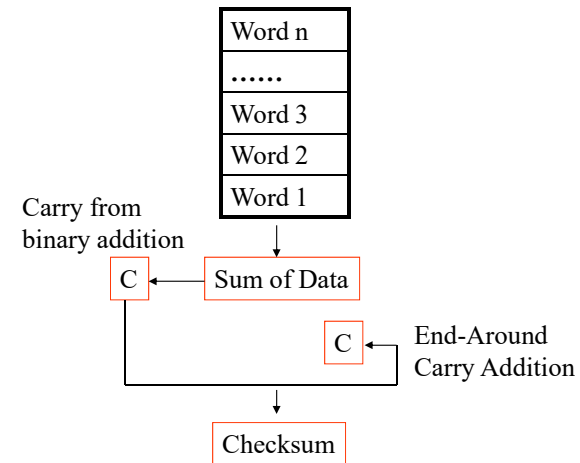 Word n
......
Word 3
Word 2
Word 1
Carry from
binary addition
C
Sum of Data
C
End-Around
Carry Addition
Checksum